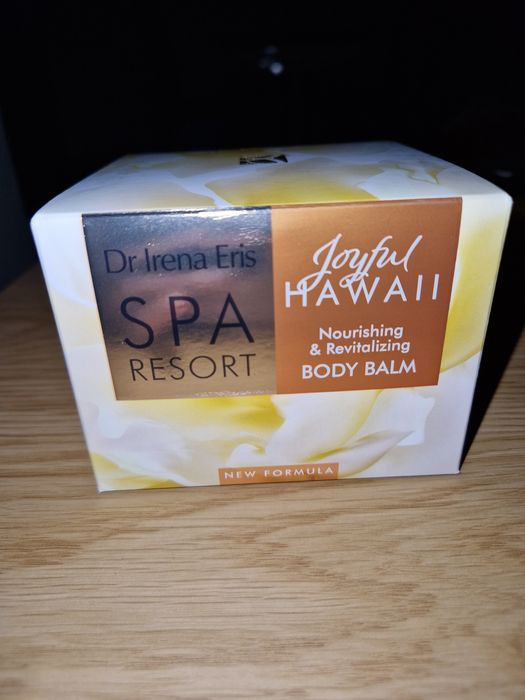 Dr Irena Eris
SPA
RESORT
Joyful
HAWAII
Nourishing
& Revitalizing
BODY BALM
NEW FORMULA